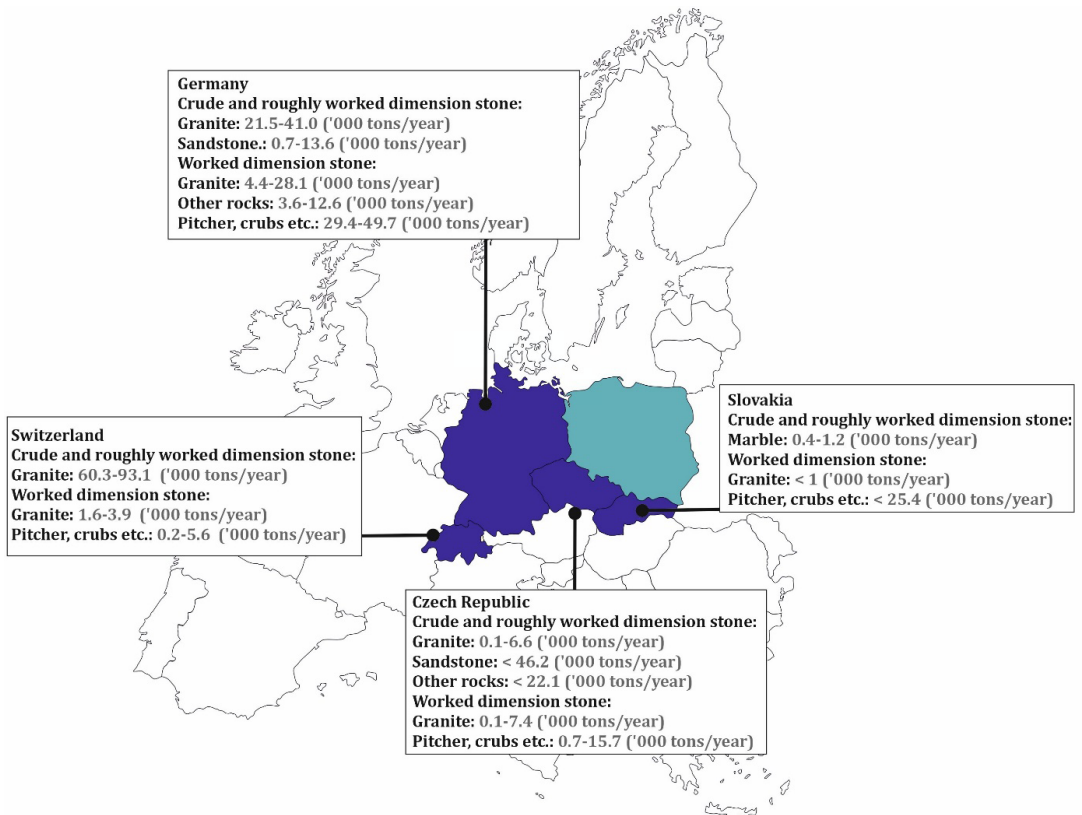 Germany
Crude and roughly worked dimension stone:
Granite: 21.5-41.0 ('000 tons/year)
Sandstone.: 0.7-13.6 ('000 tons/year)
Worked dimension stone:
Granite: 4.4-28.1 ('000 tons/year)
Other rocks: 3.6-12.6 ('000 tons/year)
Pitcher, crubs etc.: 29.4-49.7 ('000 tons/year)
Slovakia
Crude and roughly worked dimension stone:
Marble: 0.4-1.2 ('000 tons/year)
Worked dimension stone:
Granite: < 1 ('000 tons/year)
Pitcher, crubs etc.: < 25.4 ('000 tons/year)
Switzerland
Crude and roughly worked dimension stone:
Granite: 60.3-93.1 ('000 tons/year)
Worked dimension stone:
Granite: 1.6-3.9 ('000 tons/year)
Pitcher, crubs etc.: 0.2-5.6 ('000 tons/year)
Czech Republic
Crude and roughly worked dimension stone:
Granite: 0.1-6.6 ('000 tons/year)
Sandstone: < 46.2 ('000 tons/year)
Other rocks: < 22.1 ('000 tons/year)
Worked dimension stone:
Granite: 0.1-7.4 ('000 tons/year)
Pitcher, crubs etc.: 0.7-15.7 ('000 tons/year)